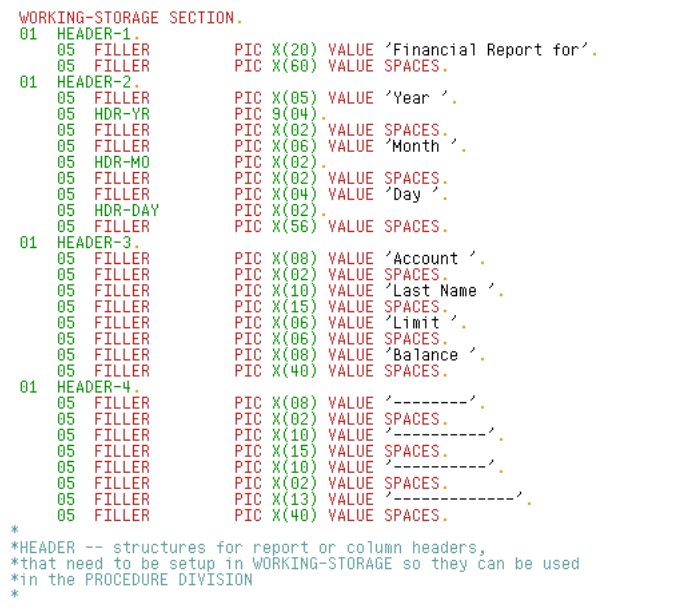 WORKING-STORAGE SECTION.
01  HEADER-1.
    05  FILLER         PIC X(20) VALUE 'Financial Report for'.
    05  FILLER         PIC X(60) VALUE SPACES.
01  HEADER-2.
    05  FILLER         PIC X(05) VALUE 'Year '.
    05  HDR-YR         PIC 9(04).
    05  FILLER         PIC X(02) VALUE SPACES.
    05  FILLER         PIC X(06) VALUE 'Month '.
    05  HDR-MO         PIC X(02).
    05  FILLER         PIC X(02) VALUE SPACES.
    05  FILLER         PIC X(04) VALUE 'Day '.
    05  HDR-DAY        PIC X(02).
    05  FILLER         PIC X(56) VALUE SPACES.
01  HEADER-3.
    05  FILLER         PIC X(08) VALUE 'Account '.
    05  FILLER         PIC X(02) VALUE SPACES.
    05  FILLER         PIC X(10) VALUE 'Last Name '.
    05  FILLER         PIC X(15) VALUE SPACES.
    05  FILLER         PIC X(06) VALUE 'Limit '.
    05  FILLER         PIC X(06) VALUE SPACES.
    05  FILLER         PIC X(08) VALUE 'Balance '.
    05  FILLER         PIC X(40) VALUE SPACES.
01  HEADER-4.
    05  FILLER         PIC X(08) VALUE '--------'.
    05  FILLER         PIC X(02) VALUE SPACES.
    05  FILLER         PIC X(10) VALUE '----------'.
    05  FILLER         PIC X(15) VALUE SPACES.
    05  FILLER         PIC X(10) VALUE '----------'.
    05  FILLER         PIC X(02) VALUE SPACES.
    05  FILLER         PIC X(13) VALUE '-------------'.
    05  FILLER         PIC X(40) VALUE SPACES.
*
*HEADER -- structures for report or column headers,
*that need to be setup in WORKING-STORAGE so they can be used
*in the PROCEDURE DIVISION
*